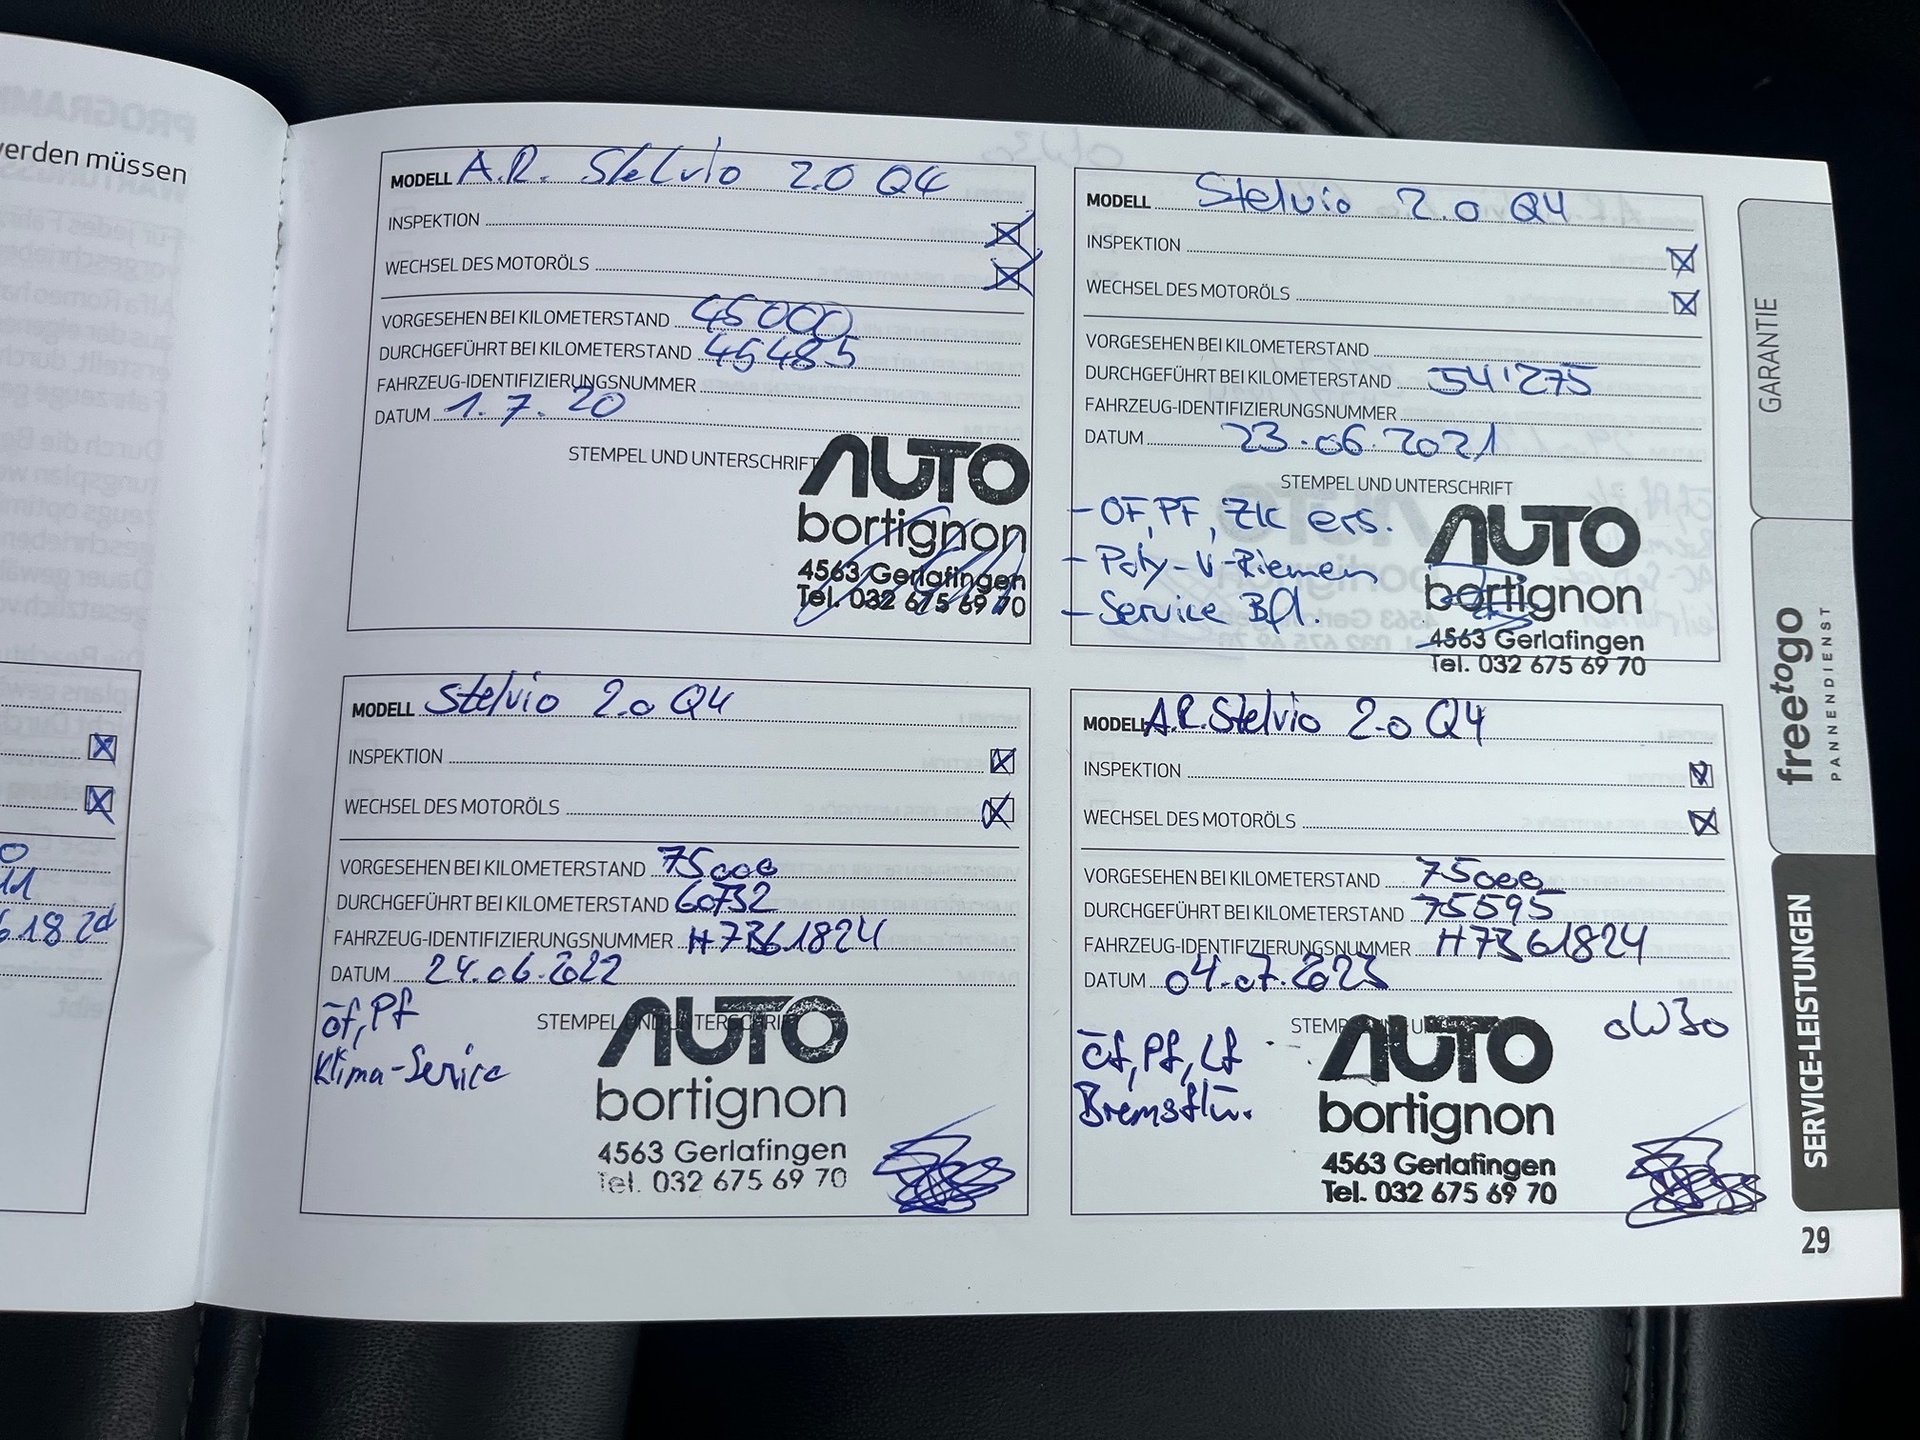 werden müssen
MODELL A.R. Stelvio 2.0 Q4
INSPEKTION
WECHSEL DES MOTORÖLS
VORGESEHEN BEI KILOMETERSTAND 45000
DURCHGEFÜHRT BEI KILOMETERSTAND 45485
FAHRZEUG-IDENTIFIZIERUNGSNUMMER
DATUM 1.7.20
STEMPEL UND UNTERSCHRIFT
AUTO
bortignon
4563 Gerlafingen
Tel. 032 675 69 70
MODELL Stelvio 2.0 Q4
INSPEKTION
WECHSEL DES MOTORÖLS
VORGESEHEN BEI KILOMETERSTAND
DURCHGEFÜHRT BEI KILOMETERSTAND 54'275
FAHRZEUG-IDENTIFIZIERUNGSNUMMER
DATUM 23.06.2021
STEMPEL UND UNTERSCHRIFT
- ÖF, PF, ZK ers.
- Poly-V-Riemen
- Service Bfl.
AUTO
bortignon
4563 Gerlafingen
Tel. 032 675 69 70
MODELL Stelvio 2.0 Q4
INSPEKTION
WECHSEL DES MOTORÖLS
VORGESEHEN BEI KILOMETERSTAND 75000
DURCHGEFÜHRT BEI KILOMETERSTAND 60732
FAHRZEUG-IDENTIFIZIERUNGSNUMMER H7361824
DATUM 24.06.2022
STEMPEL UND UNTERSCHRIFT
öf, Pf
Klima-Service
AUTO
bortignon
4563 Gerlafingen
Tel. 032 675 69 70
MODELL A.R. Stelvio 2.0 Q4
INSPEKTION
WECHSEL DES MOTORÖLS
VORGESEHEN BEI KILOMETERSTAND 75000
DURCHGEFÜHRT BEI KILOMETERSTAND 75595
FAHRZEUG-IDENTIFIZIERUNGSNUMMER H7361824
DATUM 04.07.2023
0W30
öf, Pf, Lf
Bremsflü.
AUTO
bortignon
4563 Gerlafingen
Tel. 032 675 69 70
GARANTIE
freetogo
PANNENDIENST
SERVICE-LEISTUNGEN
29